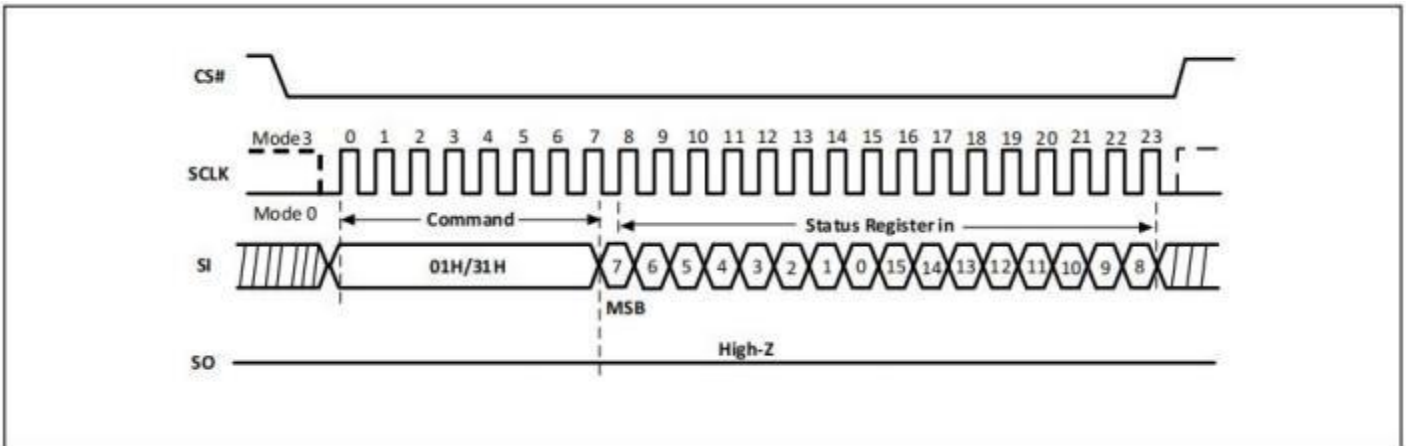 CS#
Mode 3 0 1 2 3 4 5 6 7 8 9 10 11 12 13 14 15 16 17 18 19 20 21 22 23
SCLK
Mode 0 Command Status Register in
SI 01H/31H 7 6 5 4 3 2 1 0 15 14 13 12 11 10 9 8
MSB
High-Z
SO